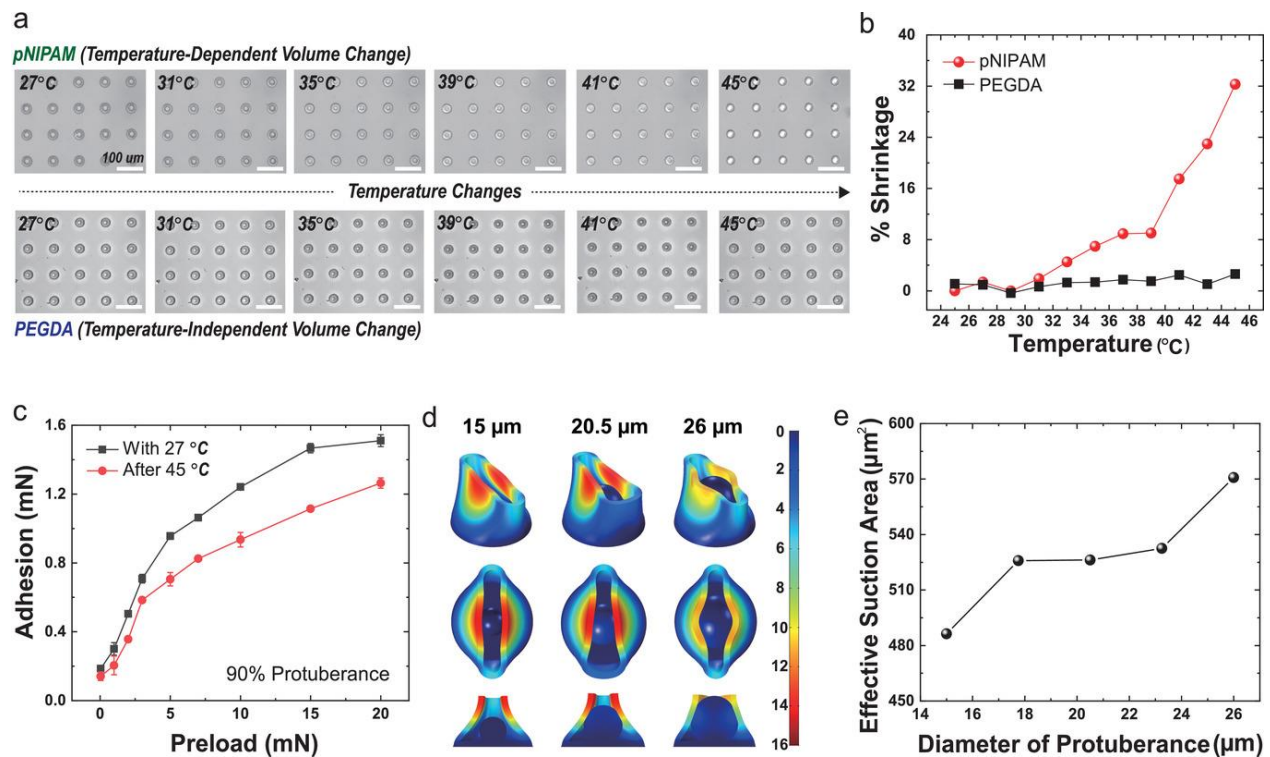 a
pNIPAM (Temperature-Dependent Volume Change)
27°C 31°C 35°C 39°C 41°C 45°C
100 um
Temperature Changes
27°C 31°C 35°C 39°C 41°C 45°C
PEGDA (Temperature-Independent Volume Change)
b
40
32
24
16
8
0
% Shrinkage
pNIPAM
PEGDA
24 26 28 30 32 34 36 38 40 42 44 46
Temperature (°C)
c
1.6
1.2
0.8
0.4
0.0
Adhesion (mN)
With 27 °C
After 45 °C
90% Protuberance
0 5 10 15 20
Preload (mN)
d
15 µm 20.5 µm 26 µm
0
2
4
6
8
10
12
14
16
e
600
570
540
510
480
450
Effective Suction Area (µm²)
14 16 18 20 22 24 26
Diameter of Protuberance (µm)